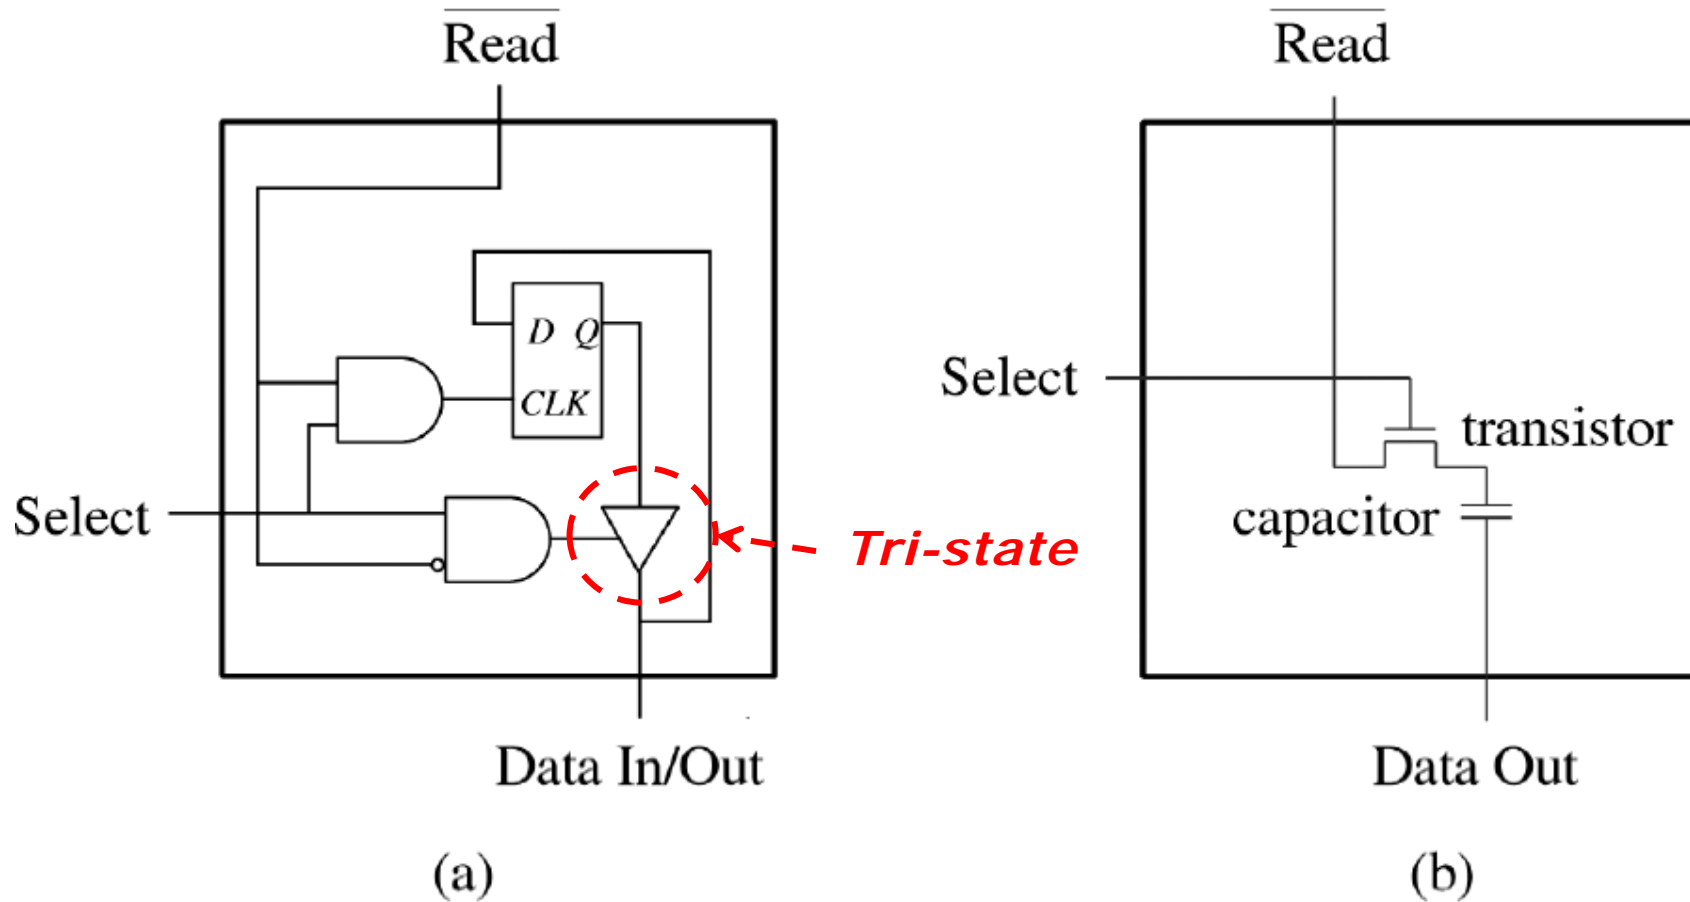 Read
D Q
CLK
Select
Tri-state
Data In/Out
(a)
Read
Select
transistor
capacitor
Data Out
(b)